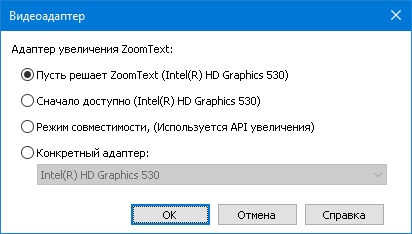 Видеоадаптер
Адаптер увеличения ZoomText:
Пусть решает ZoomText (Intel(R) HD Graphics 530)
Сначало доступно (Intel(R) HD Graphics 530)
Режим совместимости, (Используется API увеличения)
Конкретный адаптер:
Intel(R) HD Graphics 530
OK Отмена Справка